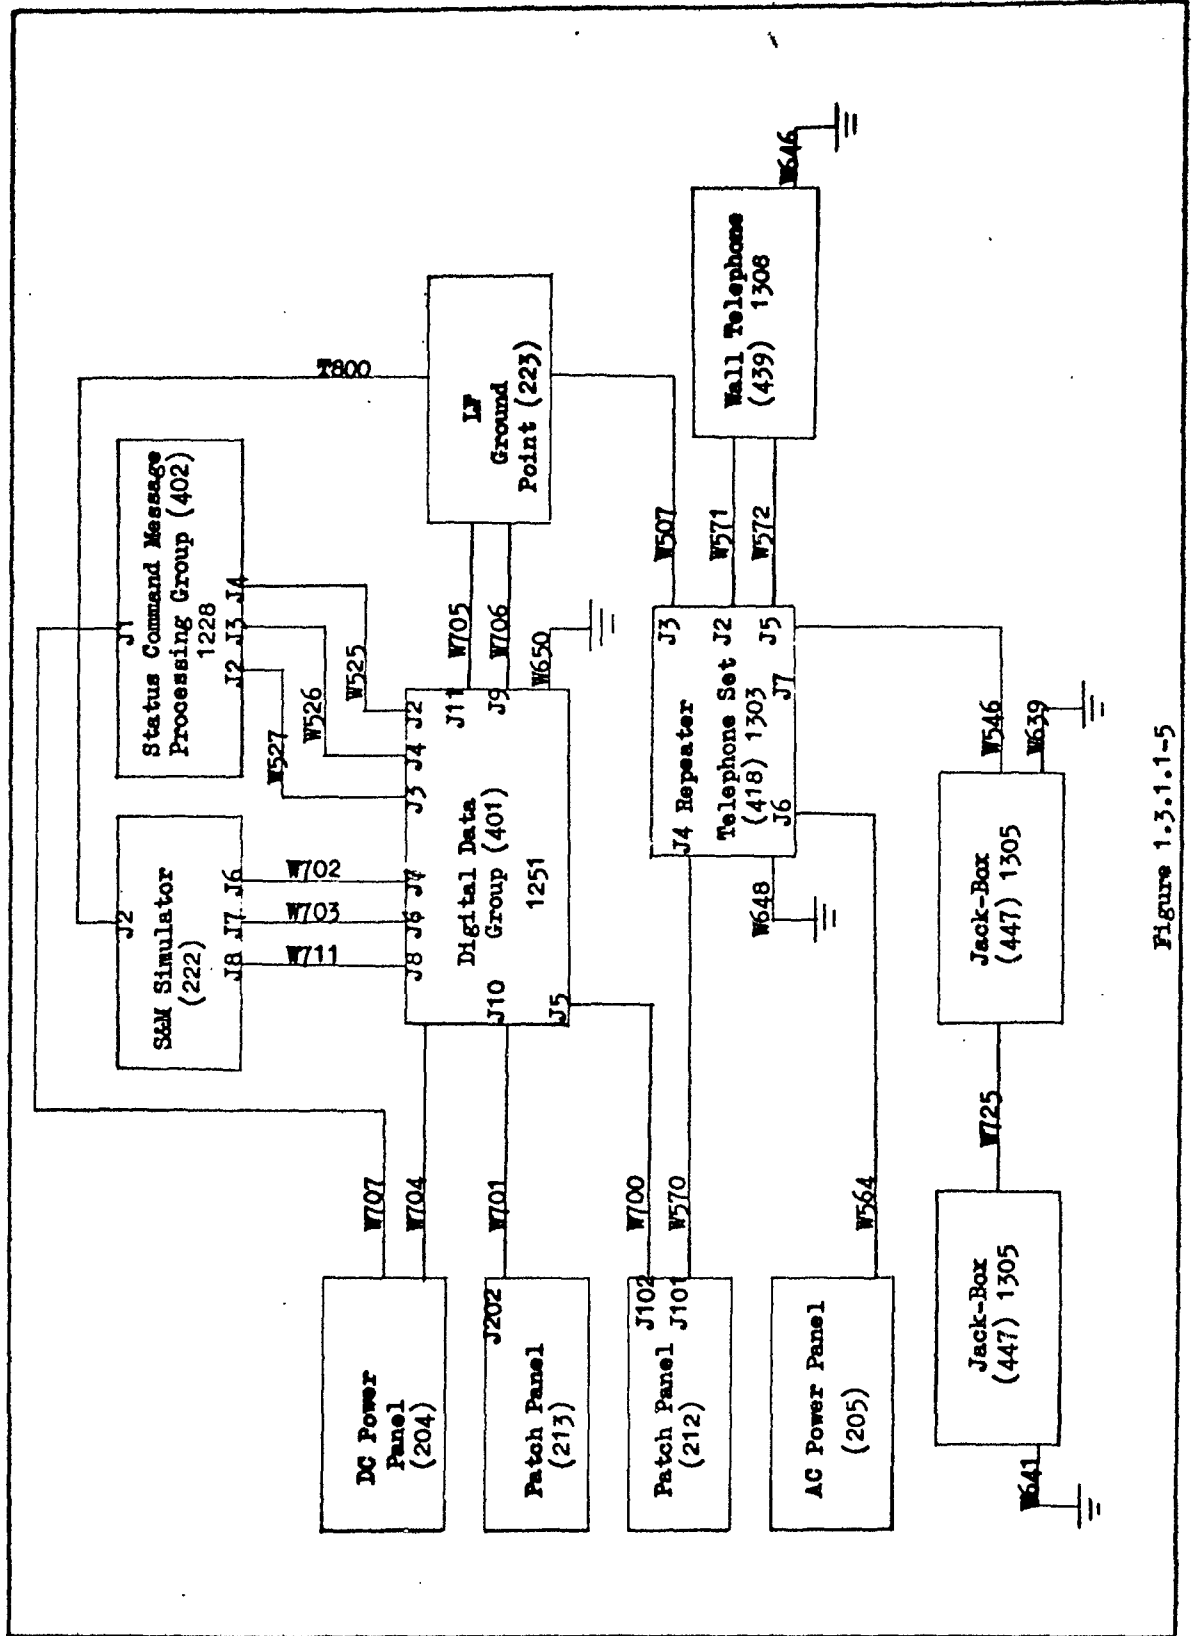 T800
J1
Status Command Message
Processing Group (402)
1228
J2
J3
J4
J2
S&M Simulator
(222)
J8
J7
J6
W527
W526
W525
W711
W703
W702
W707
W704
DC Power
Panel
(204)
J8
J6
J7
J3
J4
J2
Digital Data
Group (401)
1251
J10
J5
J11
J9
W705
W706
W650
LF
Ground
Point (223)
W701
J202
Patch Panel
(213)
W700
W570
J102
J101
Patch Panel
(212)
W507
W571
W572
J3
J4 Repeater
J2
Telephone Set
(418) 1303
J5
J6
J7
W648
Wall Telephone
(439) 1308
W646
W564
AC Power Panel
(205)
W546
W639
Jack-Box
(447) 1305
W725
Jack-Box
(447) 1305
W641
Figure 1.3.1.1-5